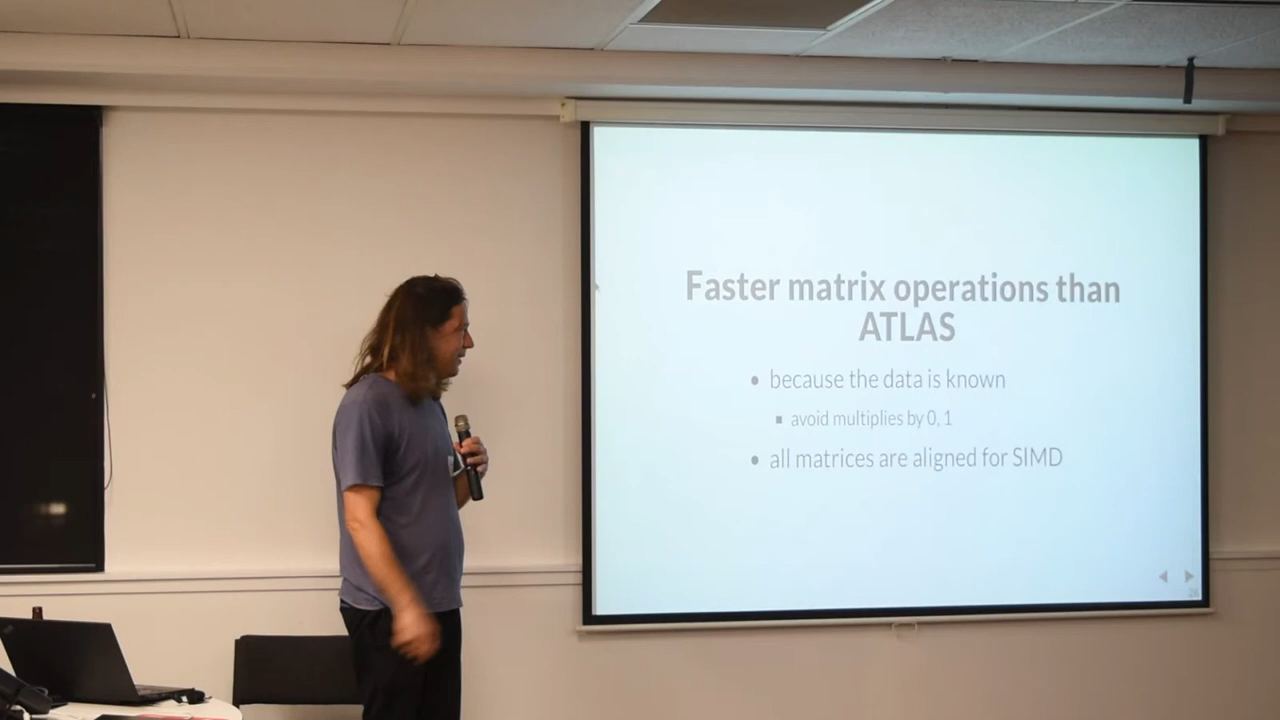 Faster matrix operations than
ATLAS
because the data is known
avoid multiplies by 0, 1
all matrices are aligned for SIMD